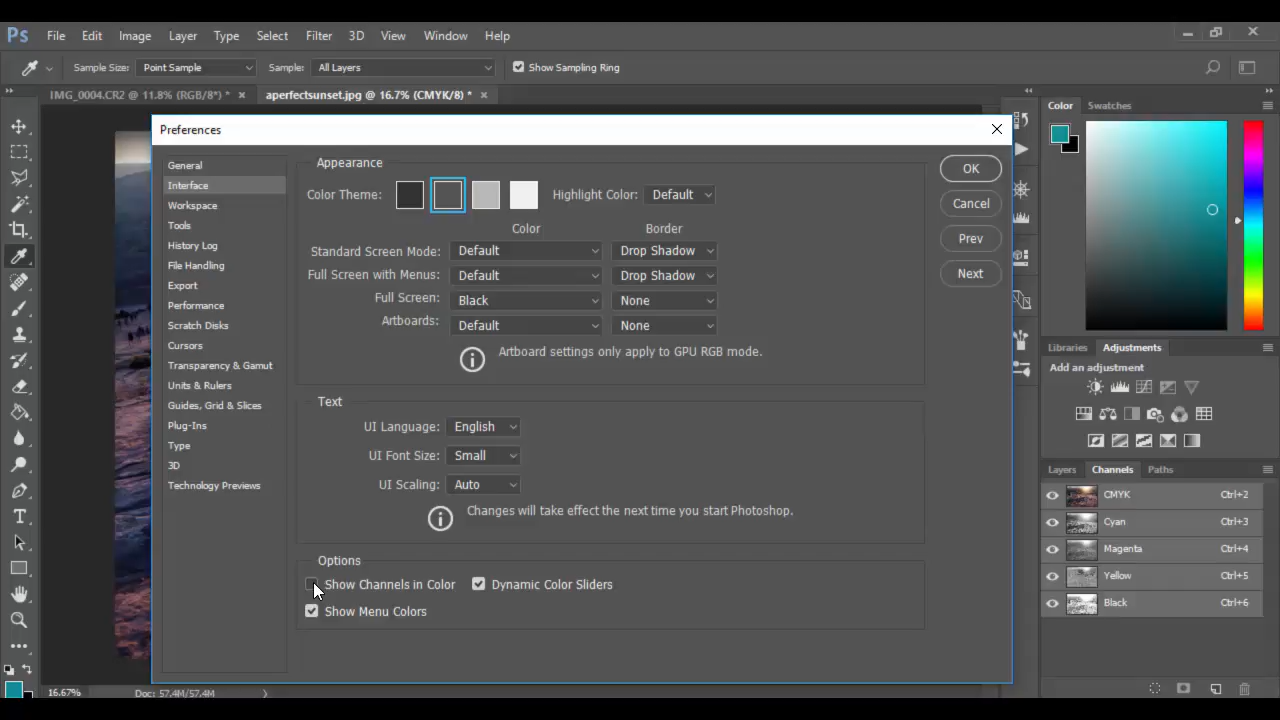 Ps File Edit Image Layer Type Select Filter 3D View Window Help
Sample Size: Point Sample Sample: All Layers Show Sampling Ring
IMG_0004.CR2 @ 11.8% (RGB/8*) * × aperfectsunset.jpg @ 16.7% (CMYK/8) * ×
Preferences
General
Interface
Workspace
Tools
History Log
File Handling
Export
Performance
Scratch Disks
Cursors
Transparency & Gamut
Units & Rulers
Guides, Grid & Slices
Plug-Ins
Type
3D
Technology Previews
Appearance
Color Theme: Highlight Color: Default
Color Border
Standard Screen Mode: Default Drop Shadow
Full Screen with Menus: Default Drop Shadow
Full Screen: Black None
Artboards: Default None
Artboard settings only apply to GPU RGB mode.
Text
UI Language: English
UI Font Size: Small
UI Scaling: Auto
Changes will take effect the next time you start Photoshop.
Options
Show Channels in Color Dynamic Color Sliders
Show Menu Colors
OK
Cancel
Prev
Next
Color Swatches
Libraries Adjustments
Add an adjustment
Layers Channels Paths
CMYK Ctrl+2
Cyan Ctrl+3
Magenta Ctrl+4
Yellow Ctrl+5
Black Ctrl+6
16.67% Doc: 57.4M/57.4M